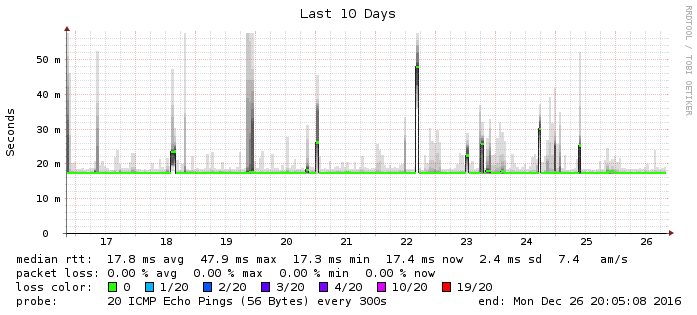 Last 10 Days
RRDTOOL / TOBI OETIKER
Seconds
50 m
40 m
30 m
20 m
10 m
0
17 18 19 20 21 22 23 24 25 26
median rtt: 17.8 ms avg 47.9 ms max 17.3 ms min 17.4 ms now 2.4 ms sd 7.4 am/s
packet loss: 0.00 % avg 0.00 % max 0.00 % min 0.00 % now
loss color: 0 1/20 2/20 3/20 4/20 10/20 19/20
probe: 20 ICMP Echo Pings (56 Bytes) every 300s end: Mon Dec 26 20:05:08 2016